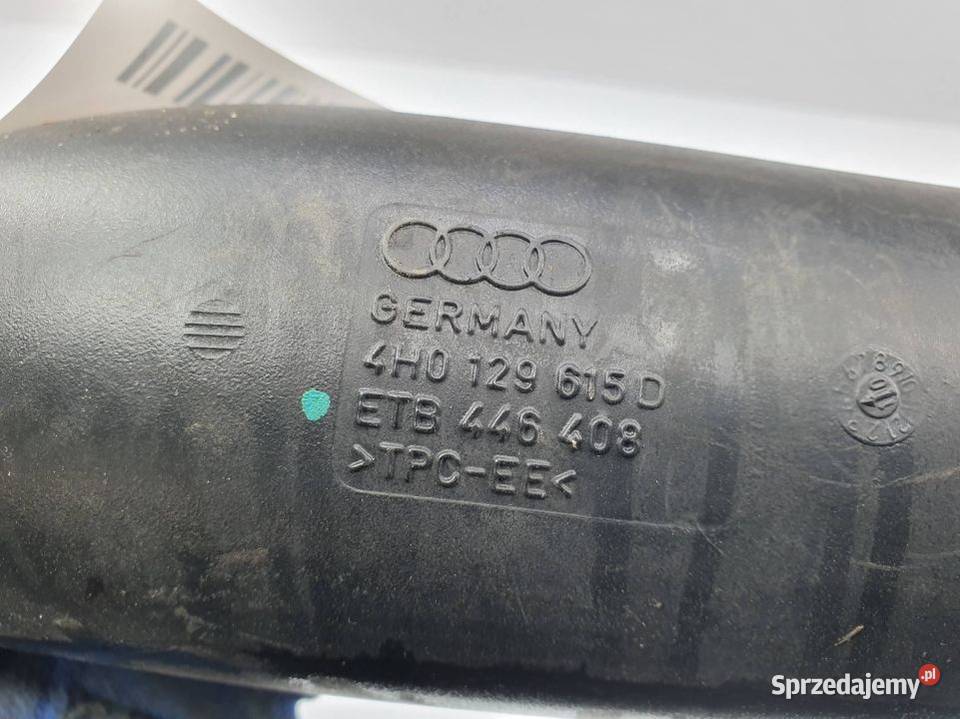 GERMANY
4H0 129 615 D
ETB 446 408
>TPC-EE<
Sprzedajemy.pl